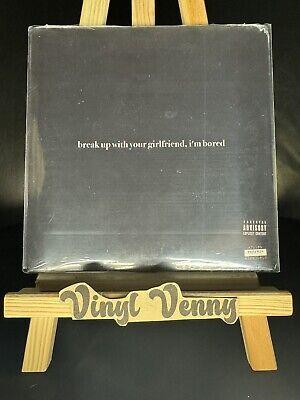 break up with your girlfriend, i'm bored
PARENTAL
ADVISORY
EXPLICIT CONTENT
Vinyl Venny